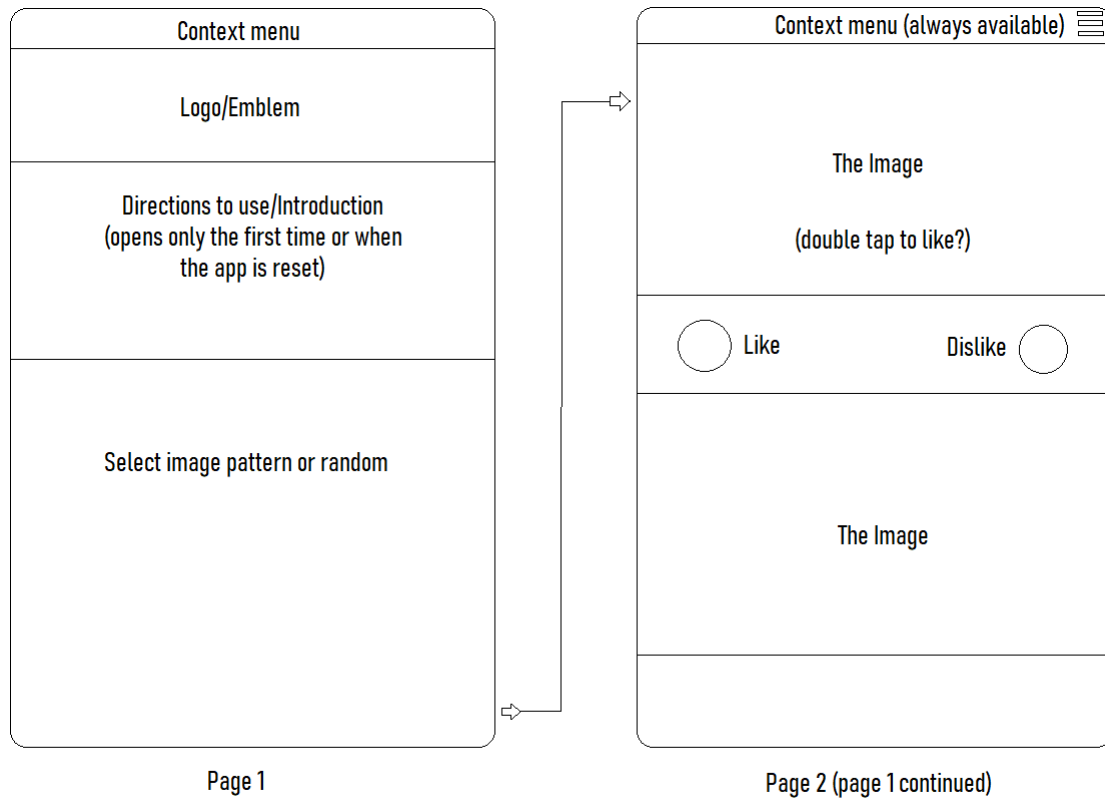 Context menu
Logo/Emblem
Directions to use/Introduction
(opens only the first time or when
the app is reset)
Select image pattern or random
Page 1
Context menu (always available)
The Image
(double tap to like?)
Like
Dislike
The Image
Page 2 (page 1 continued)